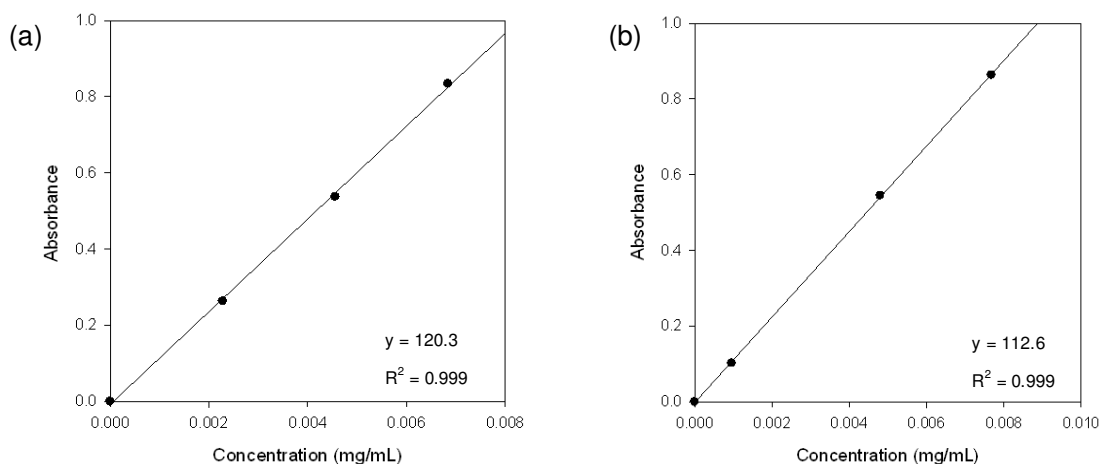 (a)
1.0
0.8
0.6
0.4
0.2
0.0
Absorbance
y = 120.3
R² = 0.999
0.000 0.002 0.004 0.006 0.008
Concentration (mg/mL)
(b)
1.0
0.8
0.6
0.4
0.2
0.0
Absorbance
y = 112.6
R² = 0.999
0.000 0.002 0.004 0.006 0.008 0.010
Concentration (mg/mL)